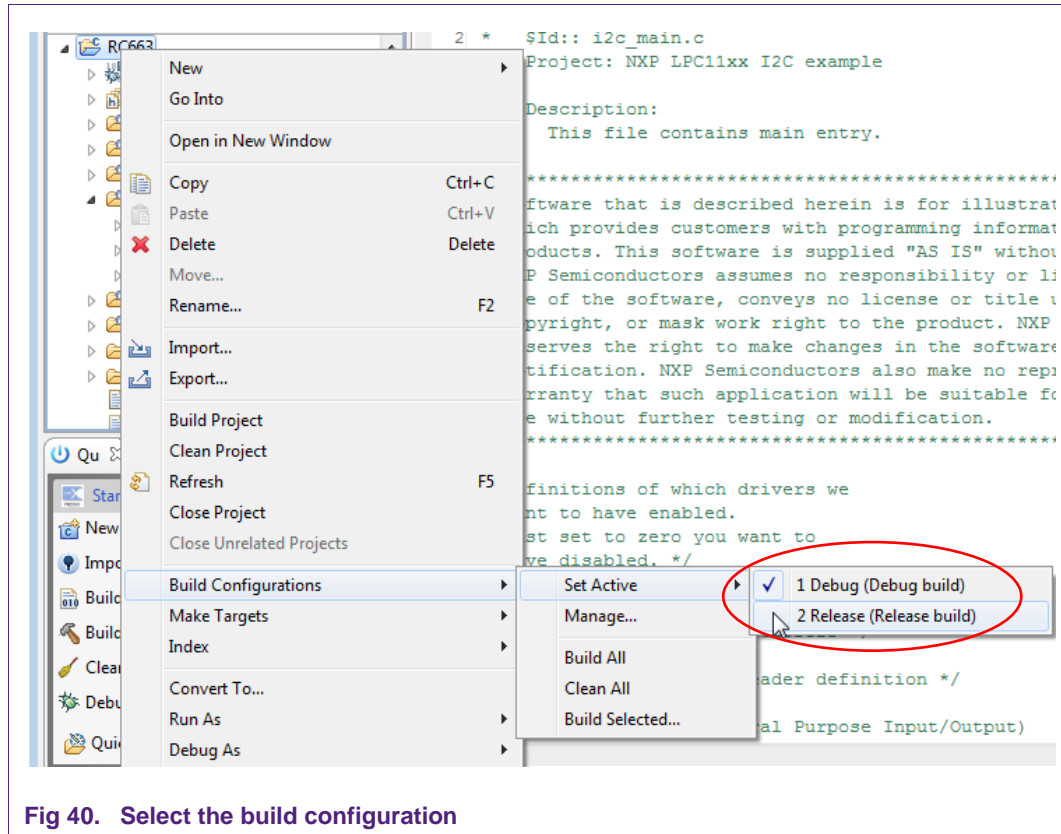 RC663
2 * $Id:: i2c_main.c
Project: NXP LPC11xx I2C example
Description:
This file contains main entry.
New
Go Into
Open in New Window
Copy Ctrl+C
Paste Ctrl+V
Delete Delete
Move...
Rename... F2
Import...
Export...
Build Project
Clean Project
Refresh F5
Close Project
Close Unrelated Projects
Build Configurations
Make Targets
Index
Convert To...
Run As
Debug As
*************************************************
ftware that is described herein is for illustrat
ich provides customers with programming informat
oducts. This software is supplied "AS IS" withou
P Semiconductors assumes no responsibility or li
e of the software, conveys no license or title u
pyright, or mask work right to the product. NXP
serves the right to make changes in the software
tification. NXP Semiconductors also make no repr
rranty that such application will be suitable fo
e without further testing or modification.
*************************************************
finitions of which drivers we
nt to have enabled.
st set to zero you want to
ve disabled. */
Set Active
Manage...
Build All
Clean All
Build Selected...
1 Debug (Debug build)
2 Release (Release build)
eader definition */
al Purpose Input/Output)
Qu
Star
New
Impo
Build
Build
Clea
Debu
Quic
Fig 40. Select the build configuration